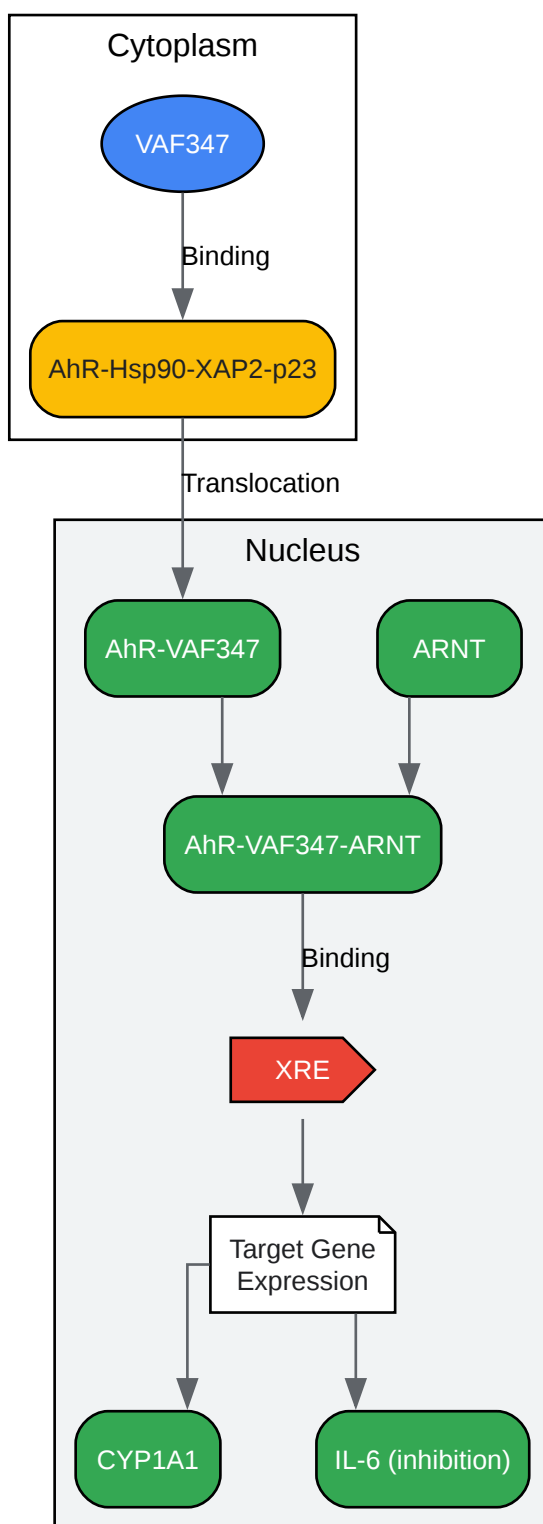 Cytoplasm
VAF347
Binding
AhR-Hsp90-XAP2-p23
Translocation
Nucleus
AhR-VAF347
ARNT
AhR-VAF347-ARNT
Binding
XRE
Target Gene
Expression
CYP1A1
IL-6 (inhibition)